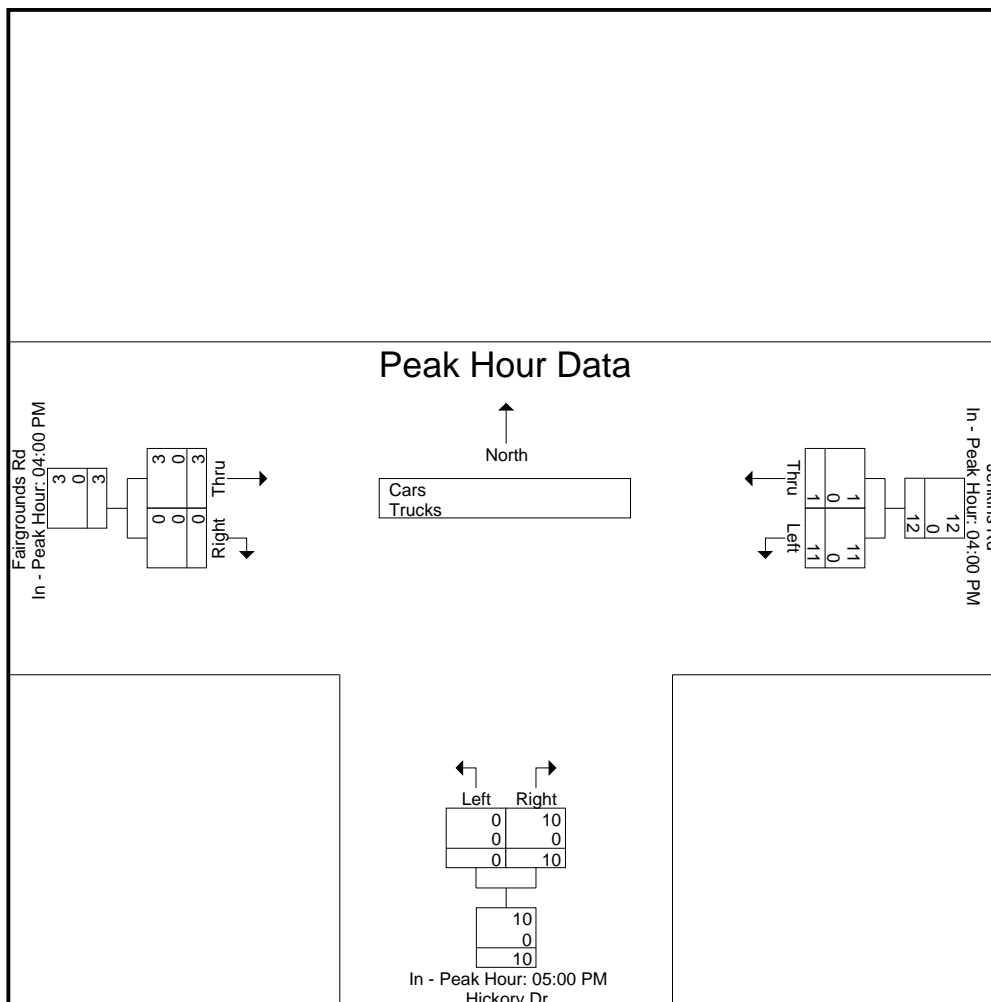 Peak Hour Data
North
Cars
Trucks
Fairgrounds Rd
In - Peak Hour: 04:00 PM
3
0
3
3 0 3
Thru
0 0 0
Right
In - Peak Hour: 04:00 PM
12
0
12
1 0 1
Thru
11 0 11
Left
Left Right
0 10
0 0
0 10
10
0
10
In - Peak Hour: 05:00 PM
Hickory Dr